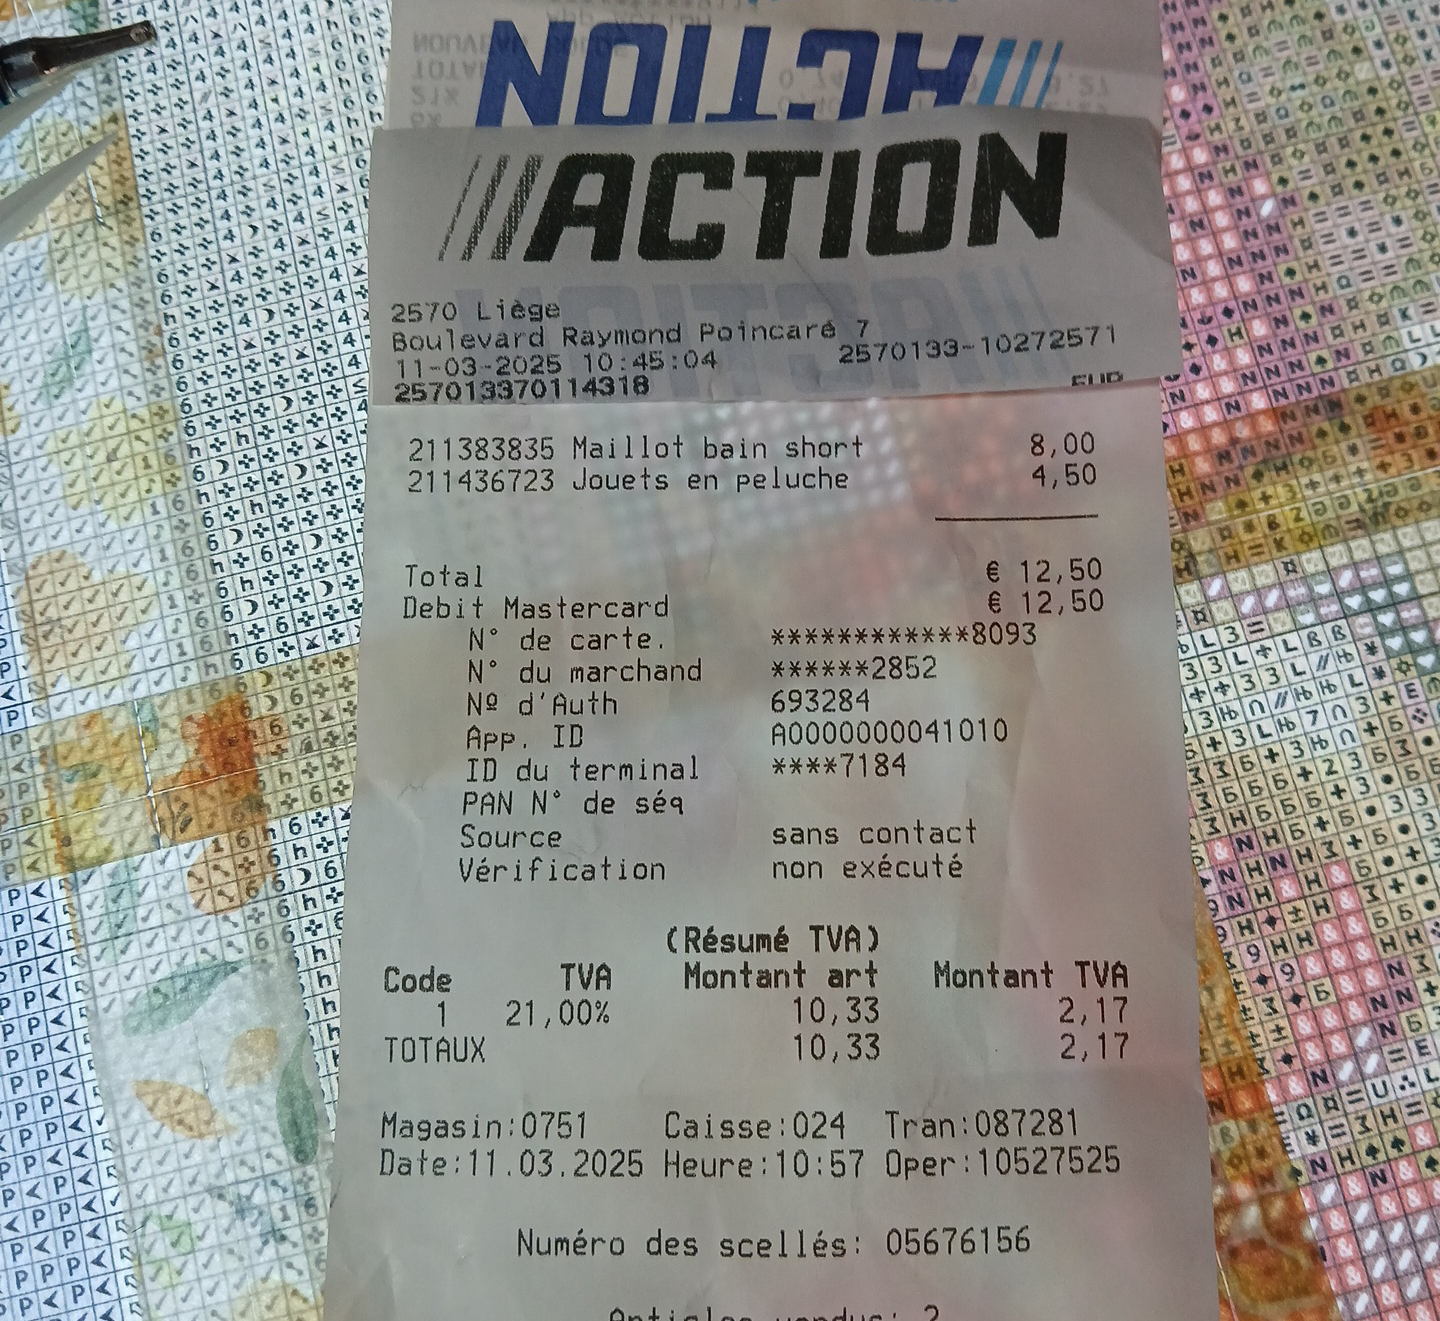 ACTION
ACTION
2570 Liège
Boulevard Raymond Poincaré 7
11-03-2025 10:45:04 2570133-10272571
257013370114318
EUR
211383835 Maillot bain short 8,00
211436723 Jouets en peluche 4,50
Total € 12,50
Debit Mastercard € 12,50
N° de carte. ************8093
N° du marchand ******2852
Nº d'Auth 693284
App. ID A0000000041010
ID du terminal ****7184
PAN N° de séq
Source sans contact
Vérification non exécuté
(Résumé TVA)
Code TVA Montant art Montant TVA
1 21,00% 10,33 2,17
TOTAUX 10,33 2,17
Magasin:0751 Caisse:024 Tran:087281
Date:11.03.2025 Heure:10:57 Oper:10527525
Numéro des scellés: 05676156
Articles vendus: 2